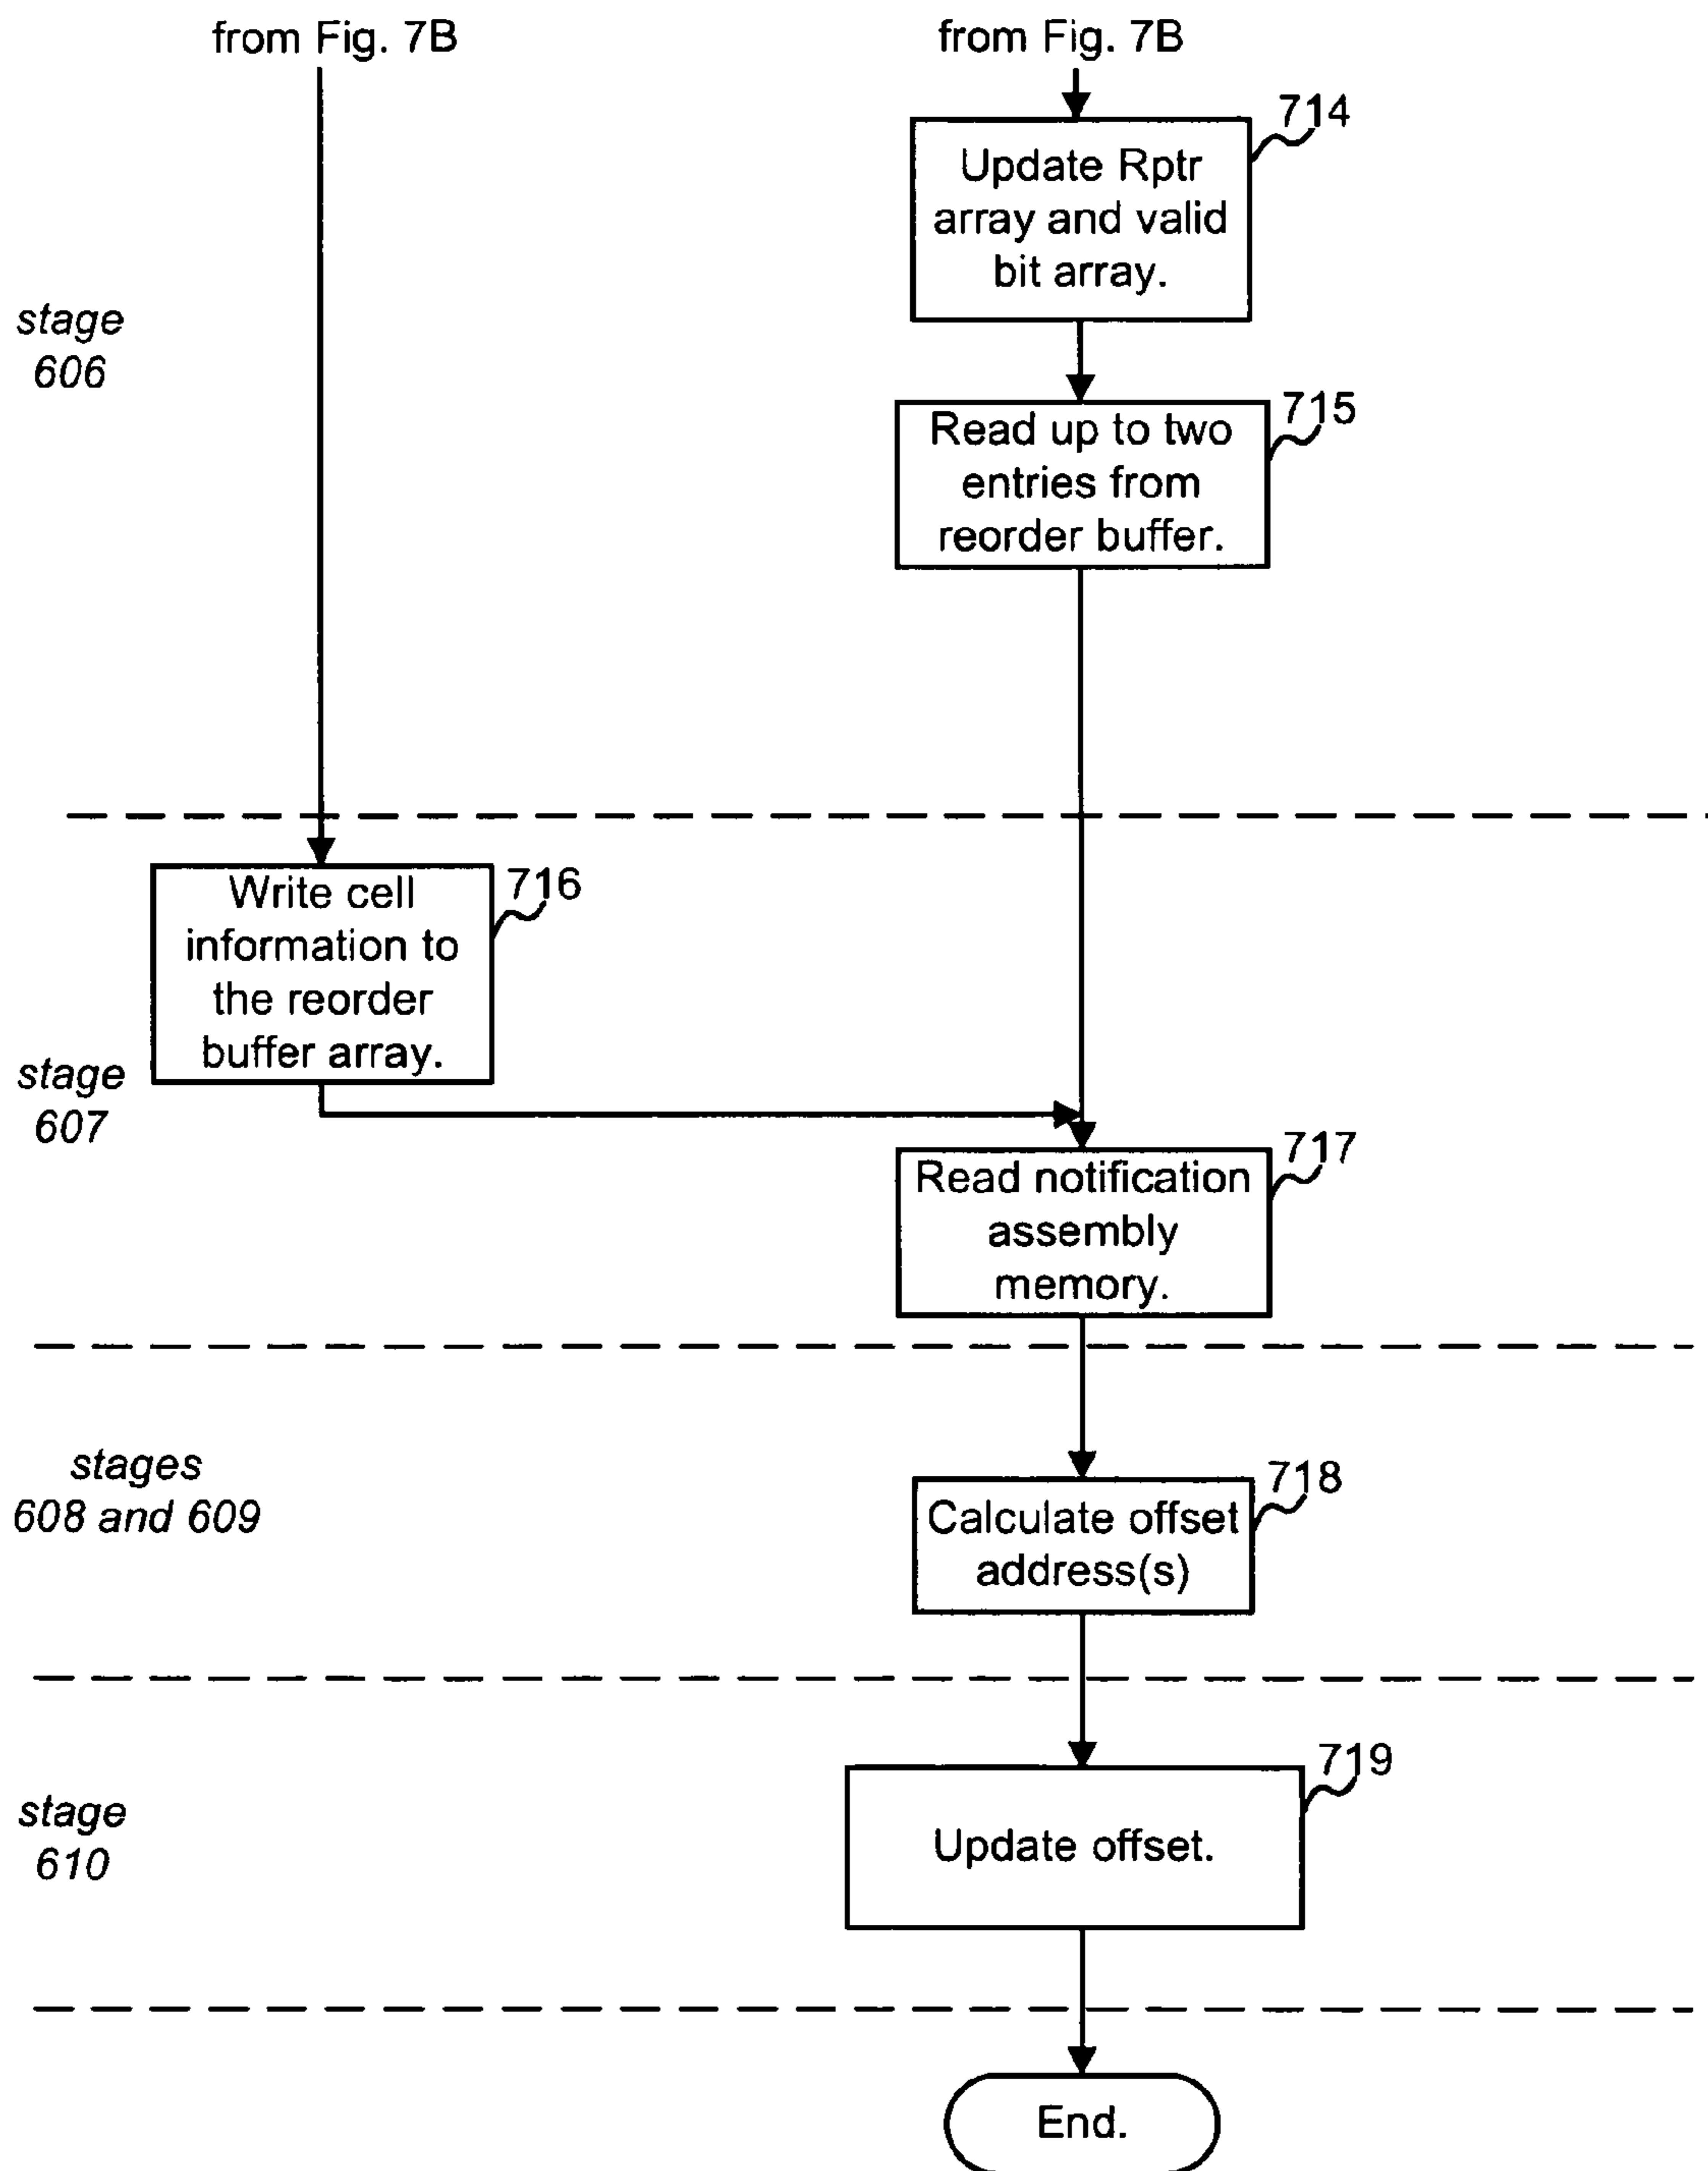 from Fig. 7B
from Fig. 7B
714
Update Rptr
array and valid
bit array.
stage
606
715
Read up to two
entries from
reorder buffer.
716
Write cell
information to
the reorder
buffer array.
stage
607
717
Read notification
assembly
memory.
stages
608 and 609
718
Calculate offset
address(s)
719
stage
610
Update offset.
End.